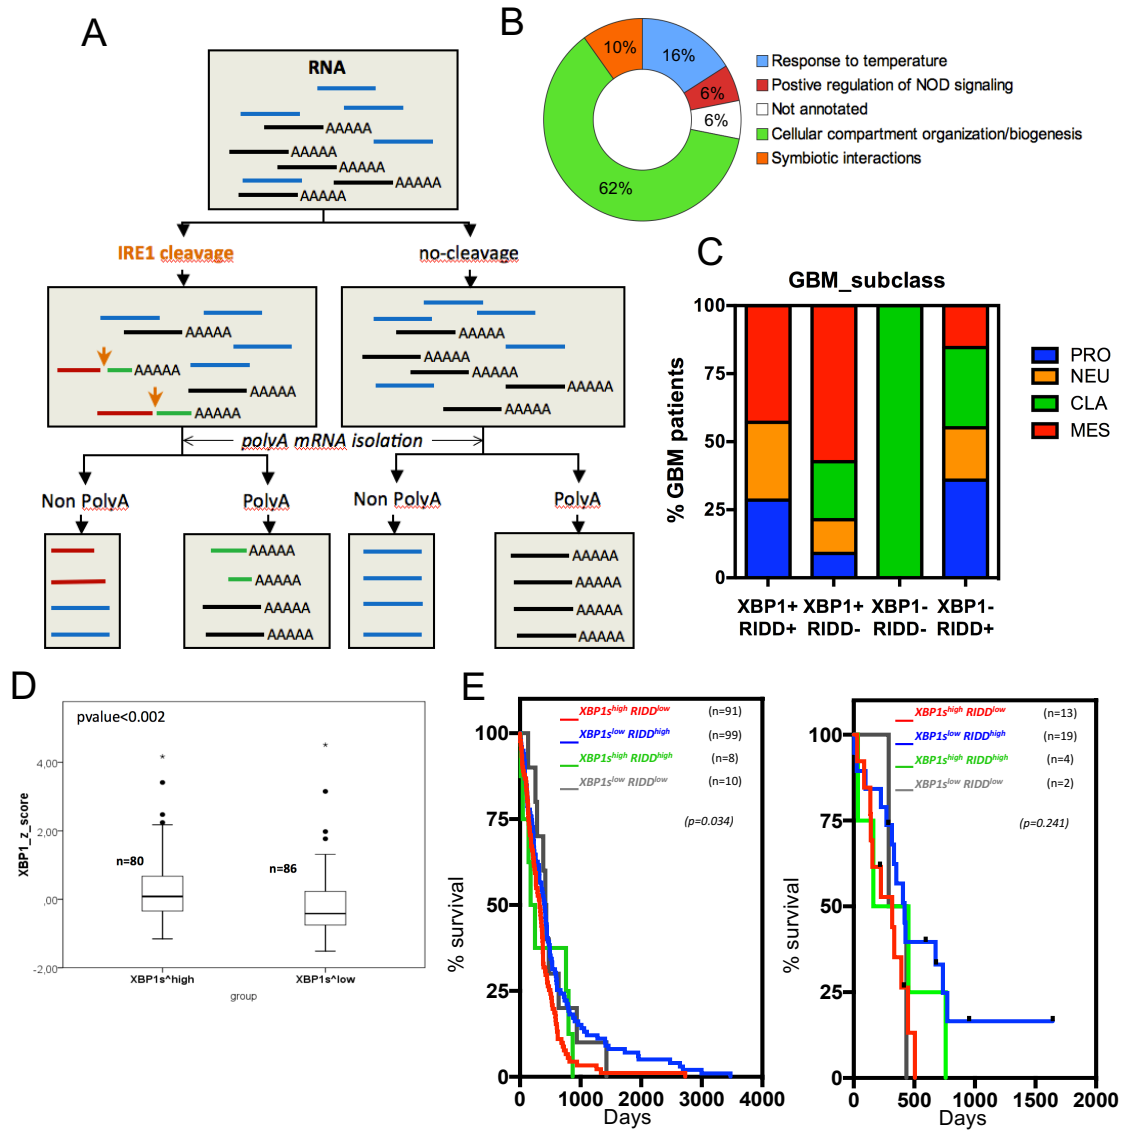 A
RNA
AAAAA
AAAAA
AAAAA
AAAAA
AAAAA
IRE1 cleavage
no-cleavage
AAAAA
AAAAA
AAAAA
AAAAA
AAAAA
AAAAA
AAAAA
AAAAA
AAAAA
polyA mRNA isolation
Non PolyA
PolyA
Non PolyA
PolyA
AAAAA
AAAAA
AAAAA
AAAAA
AAAAA
AAAAA
AAAAA
AAAAA
B
10%
16%
6%
6%
62%
Response to temperature
Postive regulation of NOD signaling
Not annotated
Cellular compartment organization/biogenesis
Symbiotic interactions
C
GBM_subclass
% GBM patients
100
75
50
25
0
XBP1+ XBP1+ XBP1- XBP1-
RIDD+ RIDD- RIDD- RIDD+
PRO
NEU
CLA
MES
D
pvalue<0.002
XBP1_z_score
4,00
2,00
,00
-2,00
*
*
n=80
n=86
XBP1s^high
XBP1s^low
group
E
XBP1s^high RIDD^low (n=91)
XBP1s^low RIDD^high (n=99)
XBP1s^high RIDD^high (n=8)
XBP1s^low RIDD^low (n=10)
(p=0.034)
% survival
100
75
50
25
0
0 1000 2000 3000 4000
Days
XBP1s^high RIDD^low (n=13)
XBP1s^low RIDD^high (n=19)
XBP1s^high RIDD^high (n=4)
XBP1s^low RIDD^low (n=2)
(p=0.241)
% survival
100
75
50
25
0
0 500 1000 1500 2000
Days